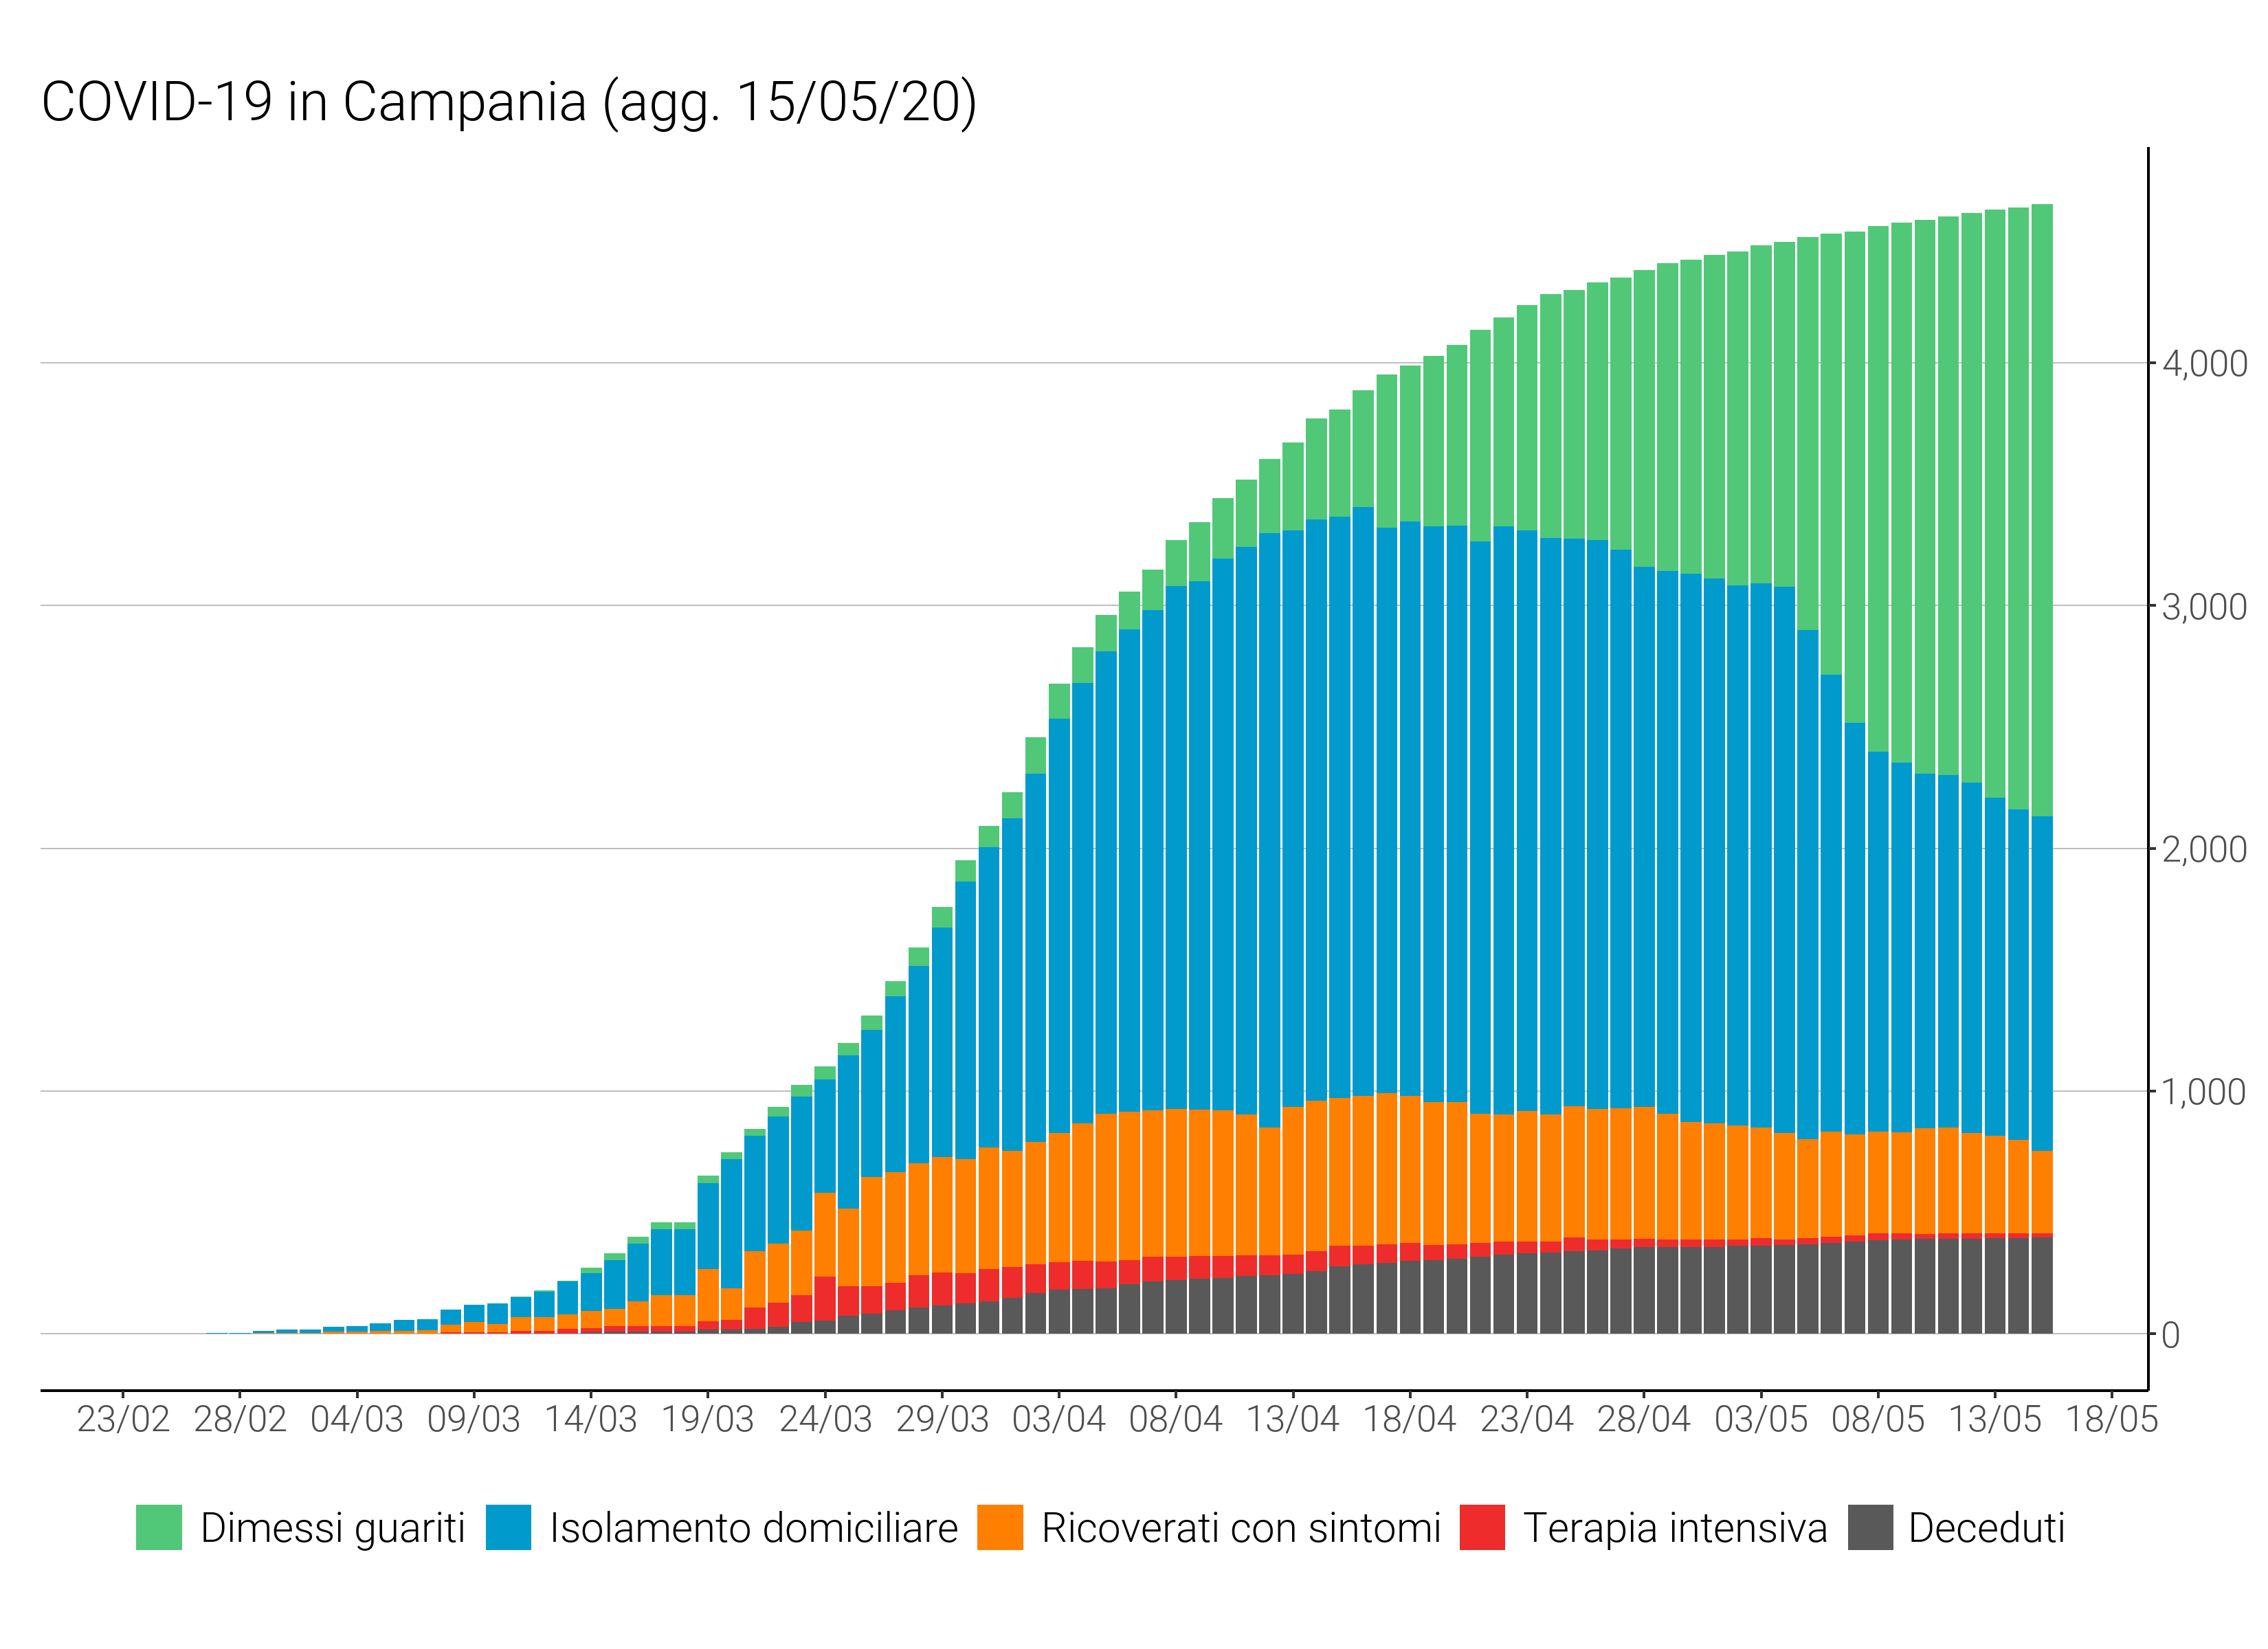 COVID-19 in Campania (agg. 15/05/20)
4,000
3,000
2,000
1,000
0
23/02 28/02 04/03 09/03 14/03 19/03 24/03 29/03 03/04 08/04 13/04 18/04 23/04 28/04 03/05 08/05 13/05 18/05
Dimessi guariti Isolamento domiciliare Ricoverati con sintomi Terapia intensiva Deceduti